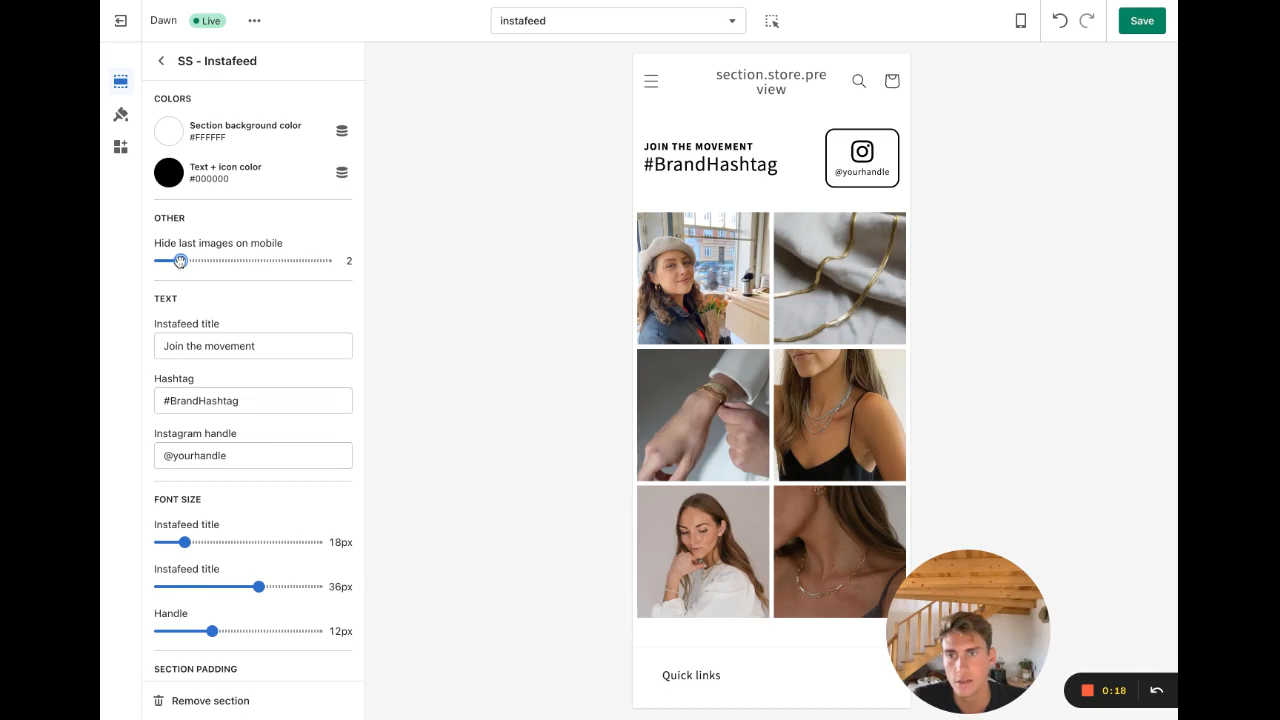 Dawn
Live
instafeed
Save
SS - Instafeed
COLORS
Section background color
#FFFFFF
Text + icon color
#000000
OTHER
Hide last images on mobile
2
TEXT
Instafeed title
Join the movement
Hashtag
#BrandHashtag
Instagram handle
@yourhandle
FONT SIZE
Instafeed title
18px
Instafeed title
36px
Handle
12px
SECTION PADDING
Remove section
section.store.pre
view
JOIN THE MOVEMENT
#BrandHashtag
@yourhandle
Quick links
0:18